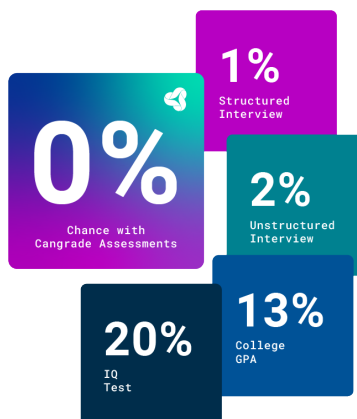 1%
Structured
Interview
0%
Chance with
Cangrade Assessments
2%
Unstructured
Interview
13%
College
GPA
20%
IQ
Test